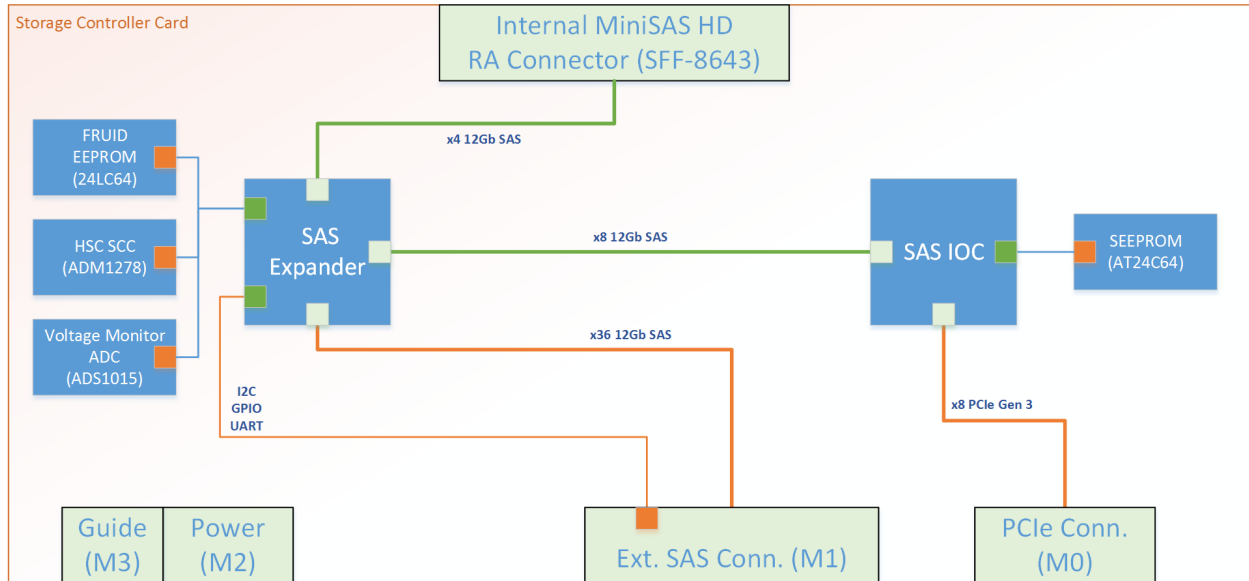 Storage Controller Card
Internal MiniSAS HD
RA Connector (SFF-8643)
x4 12Gb SAS
FRUID
EEPROM
(24LC64)
HSC SCC
(ADM1278)
Voltage Monitor
ADC
(ADS1015)
SAS
Expander
x8 12Gb SAS
SAS IOC
SEEPROM
(AT24C64)
x36 12Gb SAS
I2C
GPIO
UART
x8 PCIe Gen 3
Guide
(M3)
Power
(M2)
Ext. SAS Conn. (M1)
PCIe Conn.
(M0)